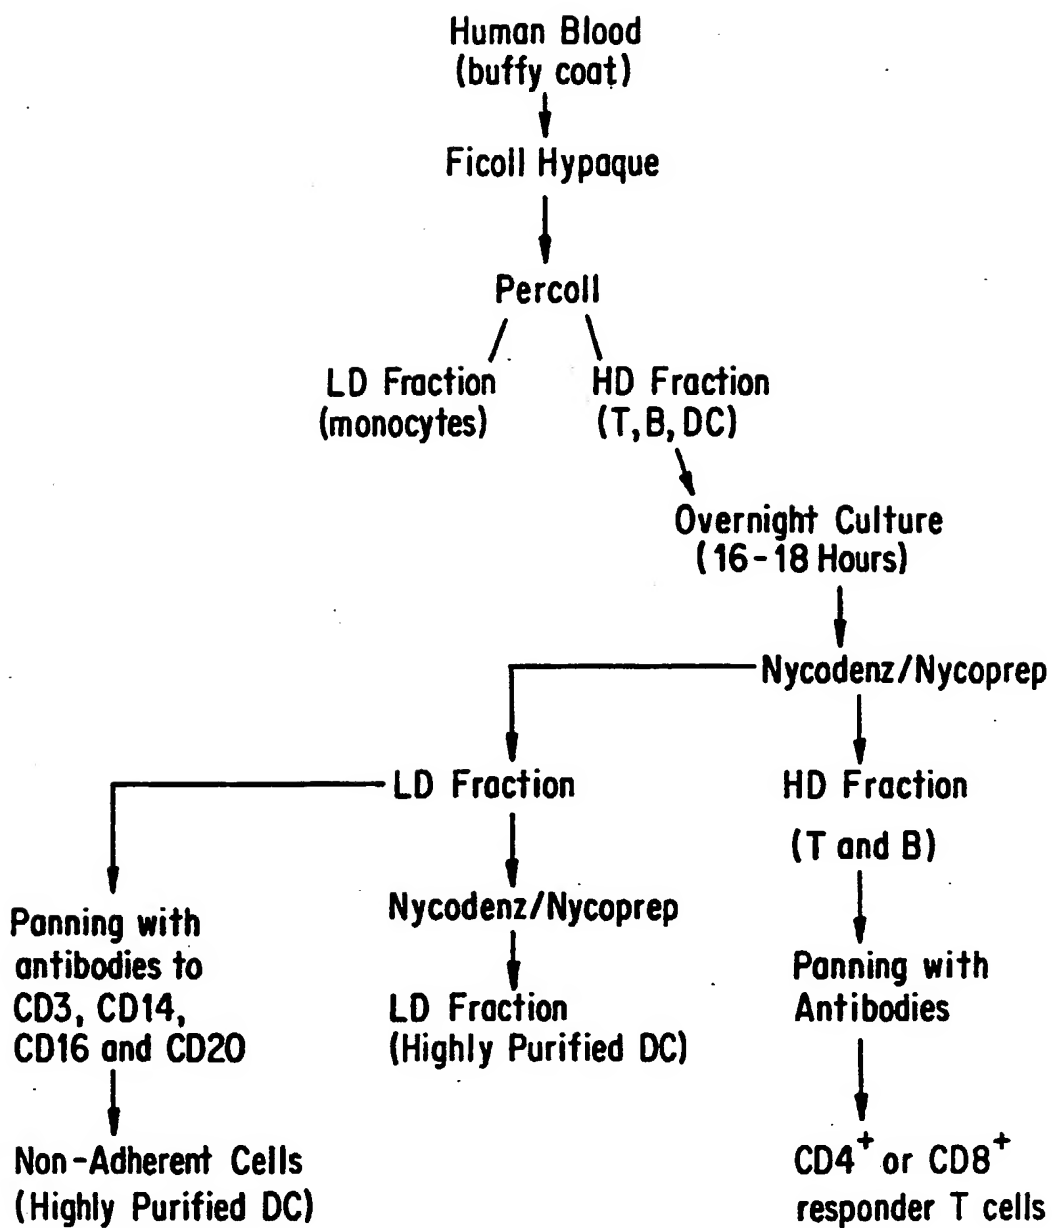 Human Blood
(buffy coat)
Ficoll Hypaque
Percoll
LD Fraction
(monocytes)
HD Fraction
(T, B, DC)
Overnight Culture
(16-18 Hours)
Nycodenz/Nycoprep
LD Fraction
HD Fraction
(T and B)
Panning with
antibodies to
CD3, CD14,
CD16 and CD20
Nycodenz/Nycoprep
LD Fraction
(Highly Purified DC)
Panning with
Antibodies
Non-Adherent Cells
(Highly Purified DC)
CD4⁺ or CD8⁺
responder T cells